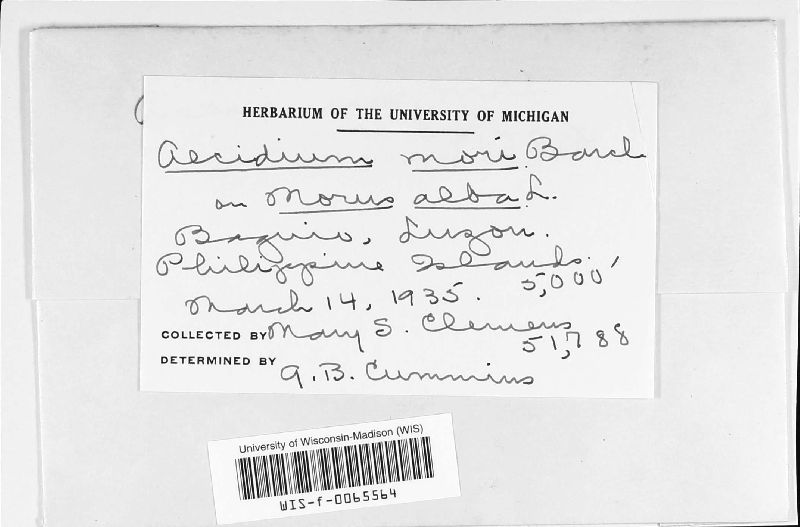 HERBARIUM OF THE UNIVERSITY OF MICHIGAN
Aecidium mori Barcl.
on Morus alba L.
Baguio, Luzon.
Philippine Islands.
5,000'
March 14, 1935.
COLLECTED BY Mary S. Clemens
51,788
DETERMINED BY G. B. Cummins
University of Wisconsin-Madison (WIS)
WIS-f-0065564